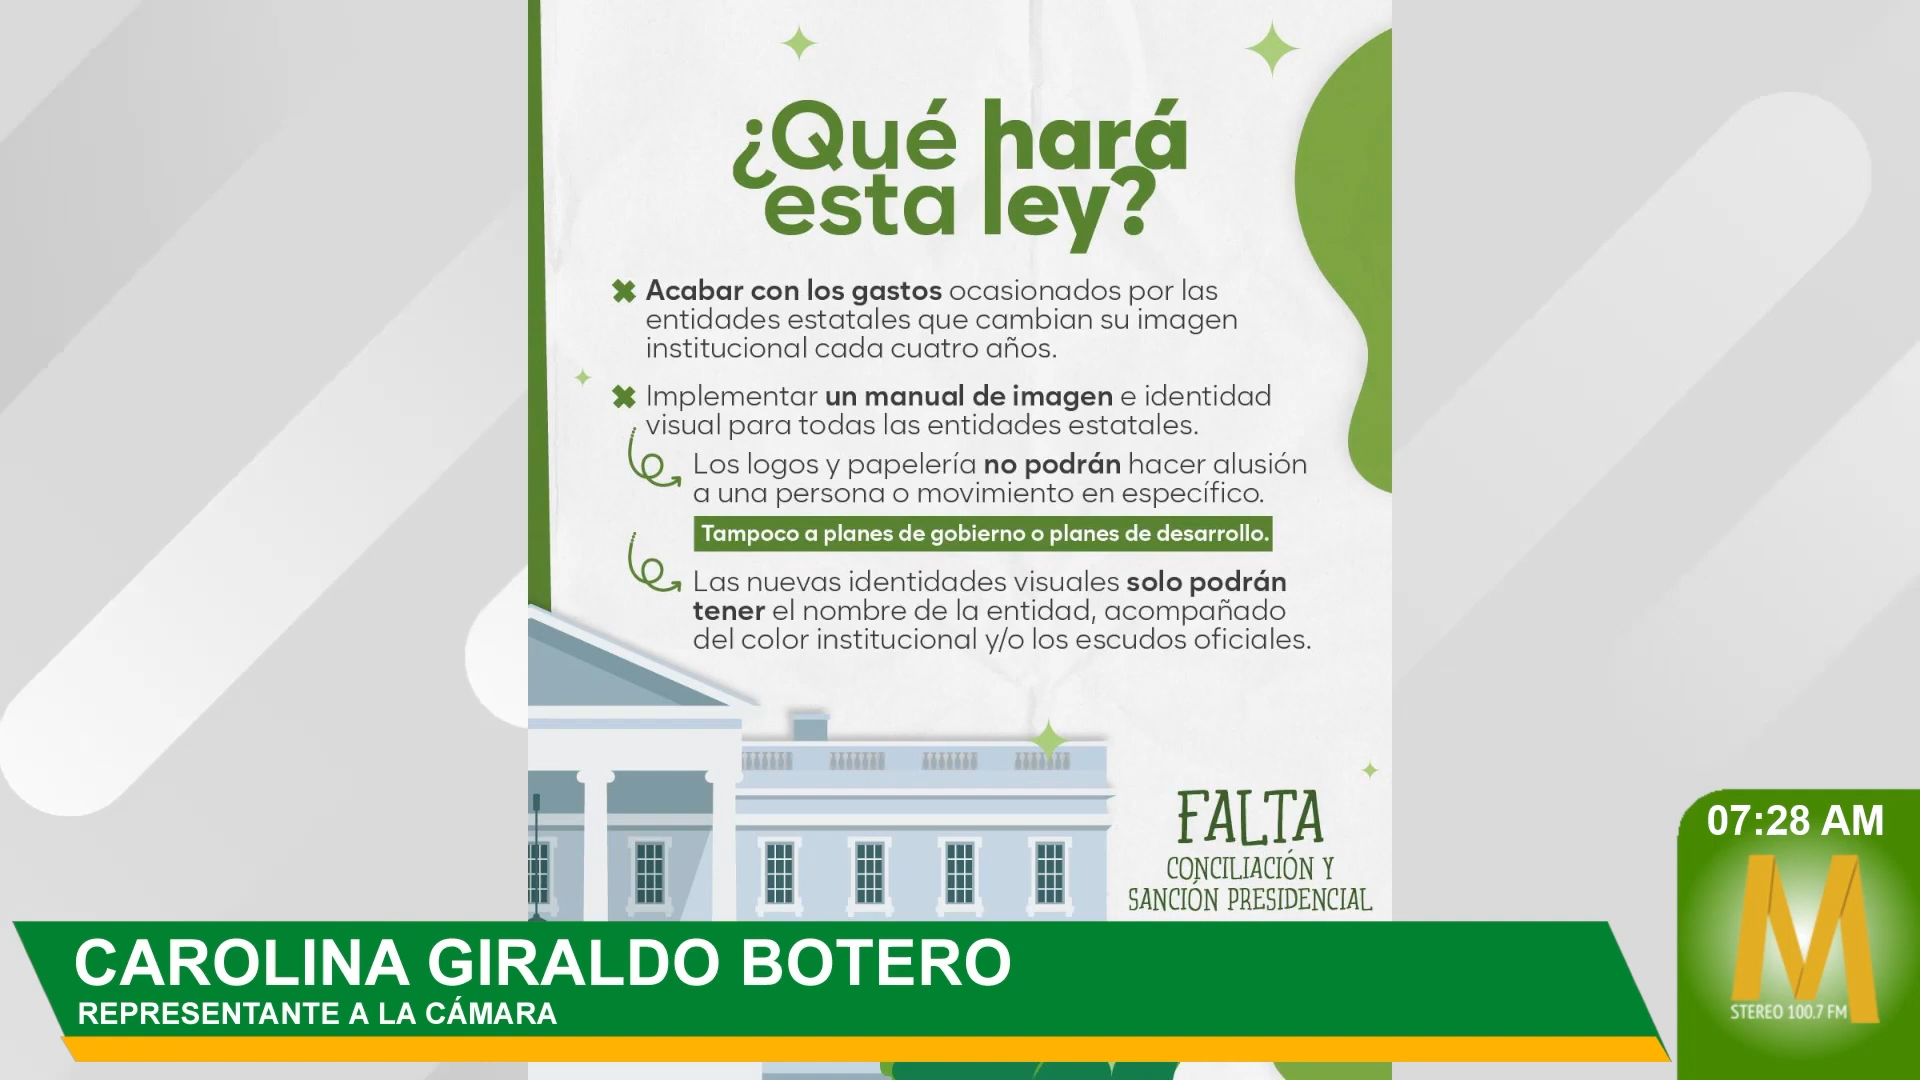 ¿Qué hará
esta ley?
Acabar con los gastos ocasionados por las
entidades estatales que cambian su imagen
institucional cada cuatro años.
Implementar un manual de imagen e identidad
visual para todas las entidades estatales.
Los logos y papelería no podrán hacer alusión
a una persona o movimiento en específico.
Tampoco a planes de gobierno o planes de desarrollo.
Las nuevas identidades visuales solo podrán
tener el nombre de la entidad, acompañado
del color institucional y/o los escudos oficiales.
FALTA
CONCILIACIÓN Y
SANCIÓN PRESIDENCIAL
CAROLINA GIRALDO BOTERO
REPRESENTANTE A LA CÁMARA
07:28 AM
M
STEREO 100.7 FM